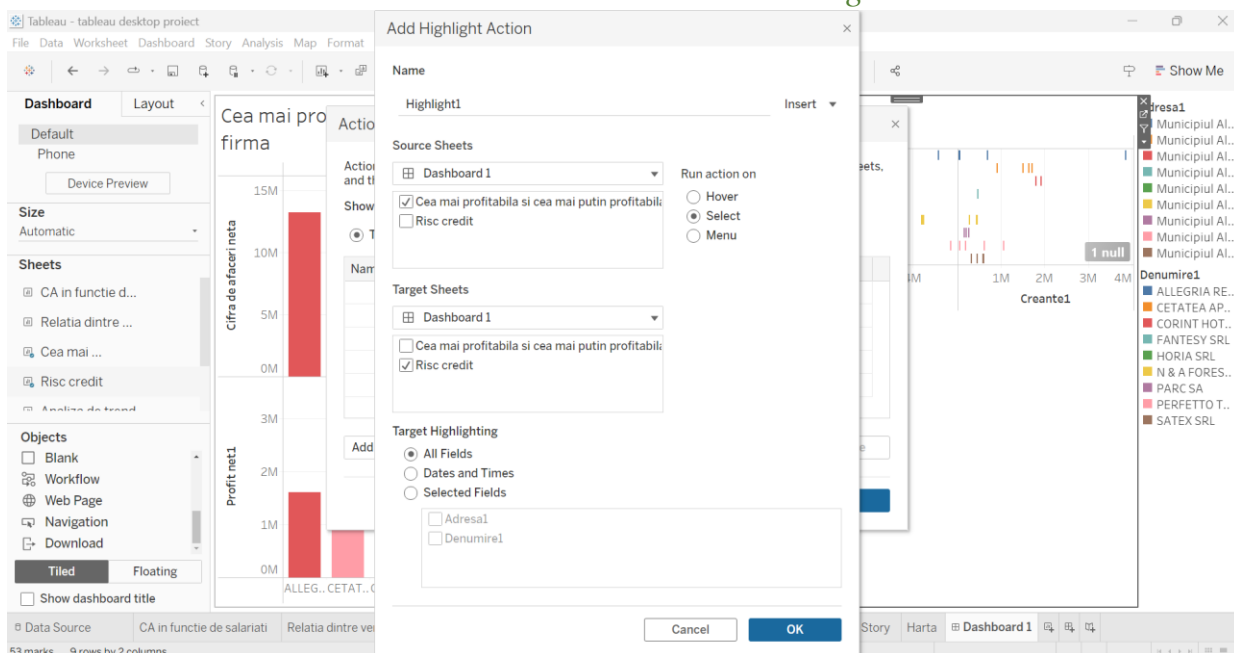 Tableau - tableau desktop project
File Data Worksheet Dashboard Story Analysis Map Format
Show Me
Dashboard Layout
Default
Phone
Device Preview
Size
Automatic
Sheets
CA in functie d...
Relatia dintre ...
Cea mai ...
Risc credit
Analiza de trend
Objects
Blank
Workflow
Web Page
Navigation
Download
Tiled Floating
Show dashboard title
Cea mai pro
firma
15M
10M
5M
0M
Cifra de afaceri neta
3M
2M
1M
0M
Profit net1
ALLEG.. CETAT..
Actio
Action
and th
eets,
Show
Nam
Add
Add Highlight Action
Name
Highlight1 Insert
Source Sheets
Dashboard 1
Cea mai profitabila si cea mai putin profitabila
Risc credit
Run action on
Hover
Select
Menu
Target Sheets
Dashboard 1
Cea mai profitabila si cea mai putin profitabila
Risc credit
Target Highlighting
All Fields
Dates and Times
Selected Fields
Adresa1
Denumire1
Cancel OK
1 null
1M 2M 3M 4M
Creante1
dresa1
Municipiul Al..
Municipiul Al..
Municipiul Al..
Municipiul Al..
Municipiul Al..
Municipiul Al..
Municipiul Al..
Municipiul Al..
Municipiul Al..
Denumire1
ALLEGRIA RE..
CETATEA AP..
CORINT HOT..
FANTESY SRL
HORIA SRL
N & A FORES..
PARC SA
PERFETTO T..
SATEX SRL
Data Source CA in functie de salariati Relatia dintre ve Story Harta Dashboard 1
53 marks 9 rows by 2 columns